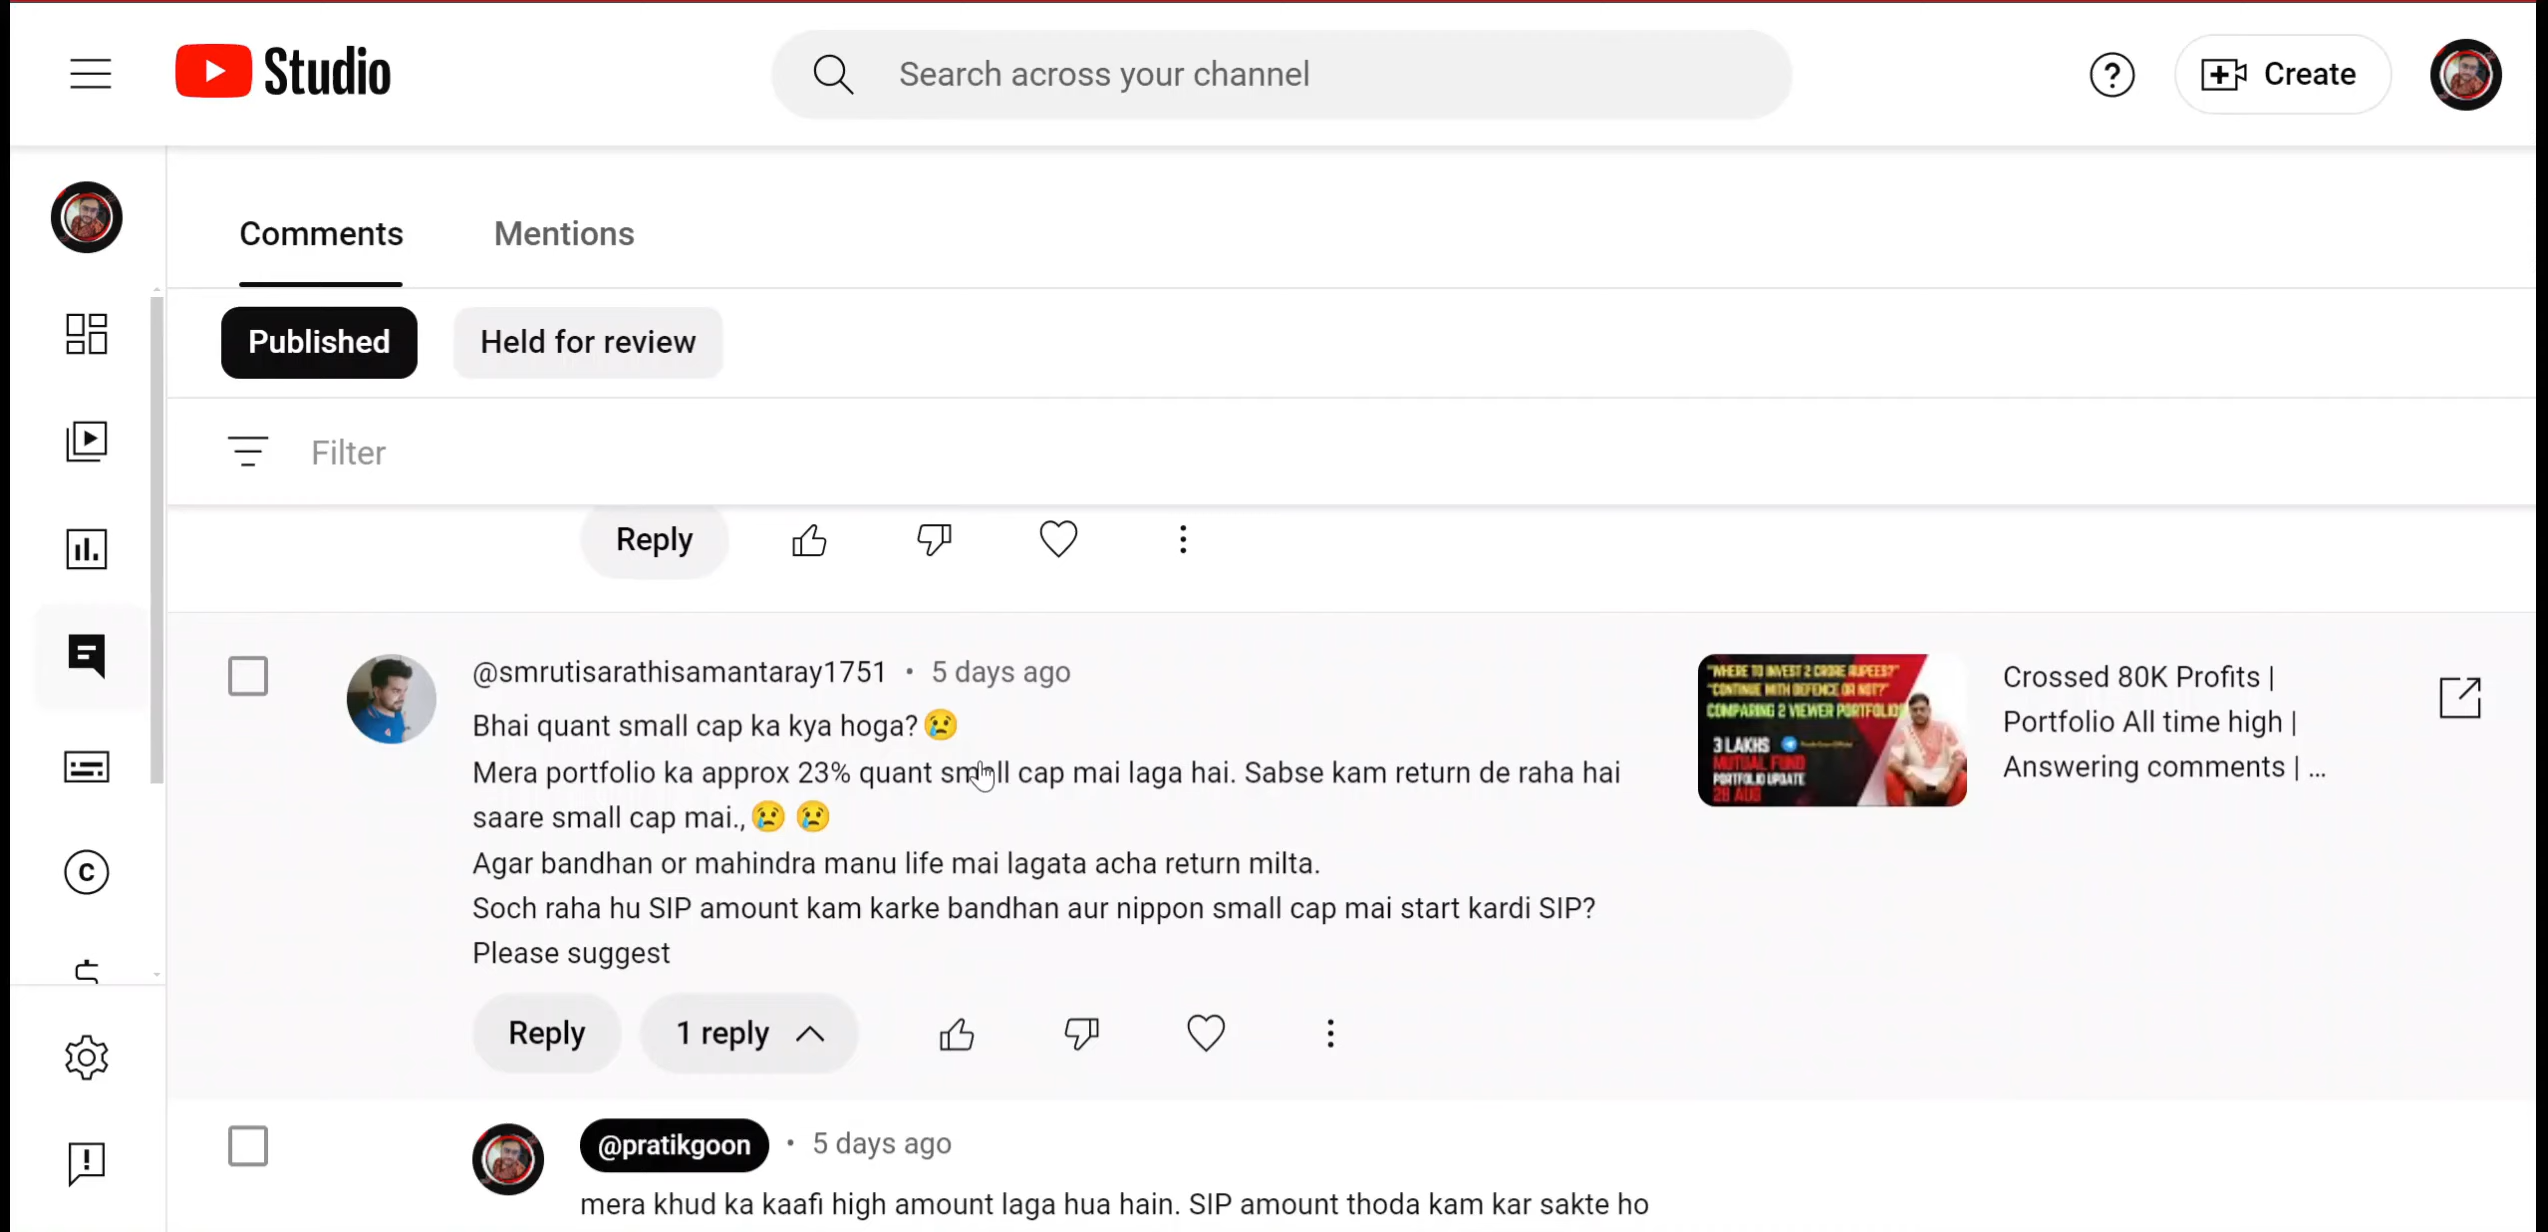 Studio
Search across your channel
Create
Comments
Mentions
Published
Held for review
Filter
Reply
@smrutisarathisamantaray1751 • 5 days ago
Bhai quant small cap ka kya hoga?😢
Mera portfolio ka approx 23% quant small cap mai laga hai. Sabse kam return de raha hai
saare small cap mai.,😢 😢
Agar bandhan or mahindra manu life mai lagata acha return milta.
Soch raha hu SIP amount kam karke bandhan aur nippon small cap mai start kardi SIP?
Please suggest
"WHERE TO INVEST 2 CRORE RUPEES?"
"CONTINUE WITH DEFENCE OR NOT?"
COMPARING 2 VIEWER PORTFOLIO
3 LAKHS
MUTUAL FUND
PORTFOLIO UPDATE
28 AUG
Crossed 80K Profits |
Portfolio All time high |
Answering comments | ...
Reply
1 reply
@pratikgoon • 5 days ago
mera khud ka kaafi high amount laga hua hain. SIP amount thoda kam kar sakte ho